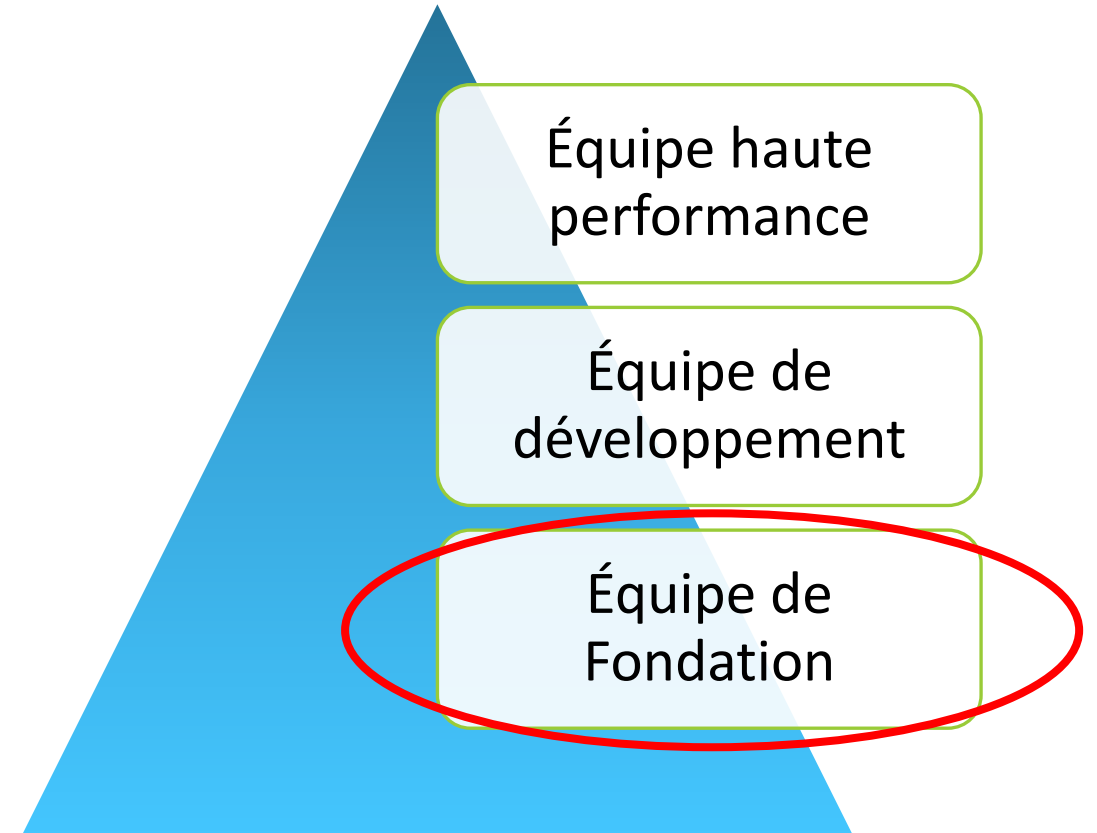 Équipe haute
performance
Équipe de
développement
Équipe de
Fondation